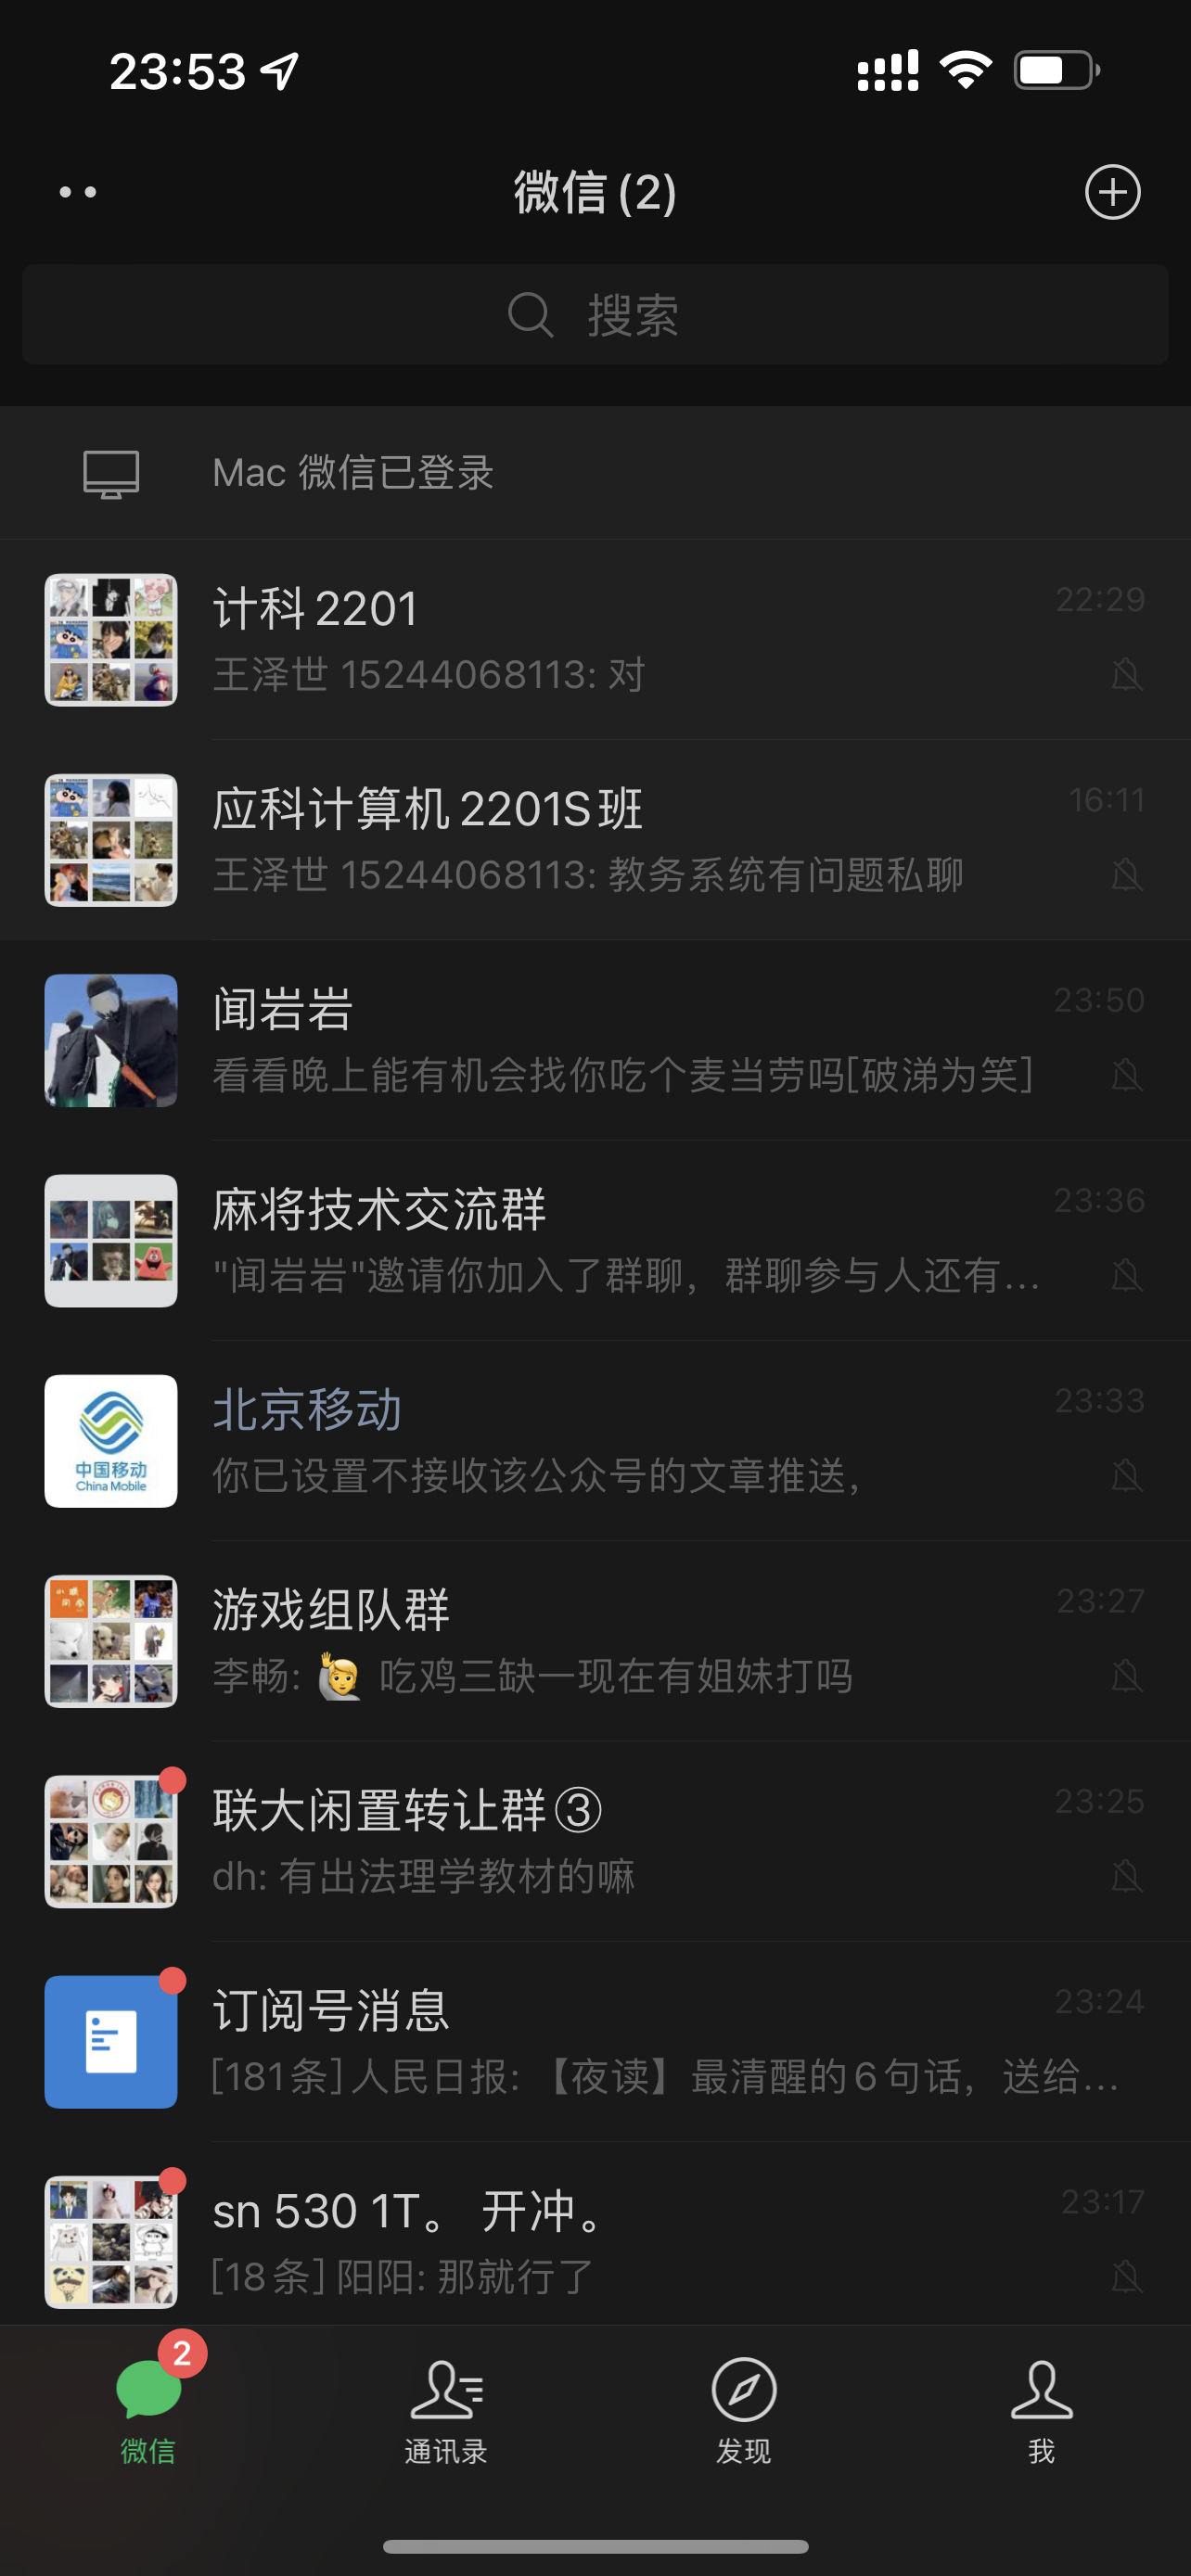 23:53
微信(2)
搜索
Mac 微信已登录
计科2201
22:29
王泽世 15244068113: 对
应科计算机2201S班
16:11
王泽世 15244068113: 教务系统有问题私聊
闻岩岩
23:50
看看晚上能有机会找你吃个麦当劳吗[破涕为笑]
麻将技术交流群
23:36
"闻岩岩"邀请你加入了群聊，群聊参与人还有...
中国移动
China Mobile
北京移动
23:33
你已设置不接收该公众号的文章推送，
游戏组队群
23:27
李畅: 🙋 吃鸡三缺一现在有姐妹打吗
联大闲置转让群③
23:25
dh: 有出法理学教材的嘛
订阅号消息
23:24
[181条]人民日报: 【夜读】最清醒的6句话，送给...
sn 530 1T。 开冲。
23:17
[18条] 阳阳: 那就行了
2
微信
通讯录
发现
我